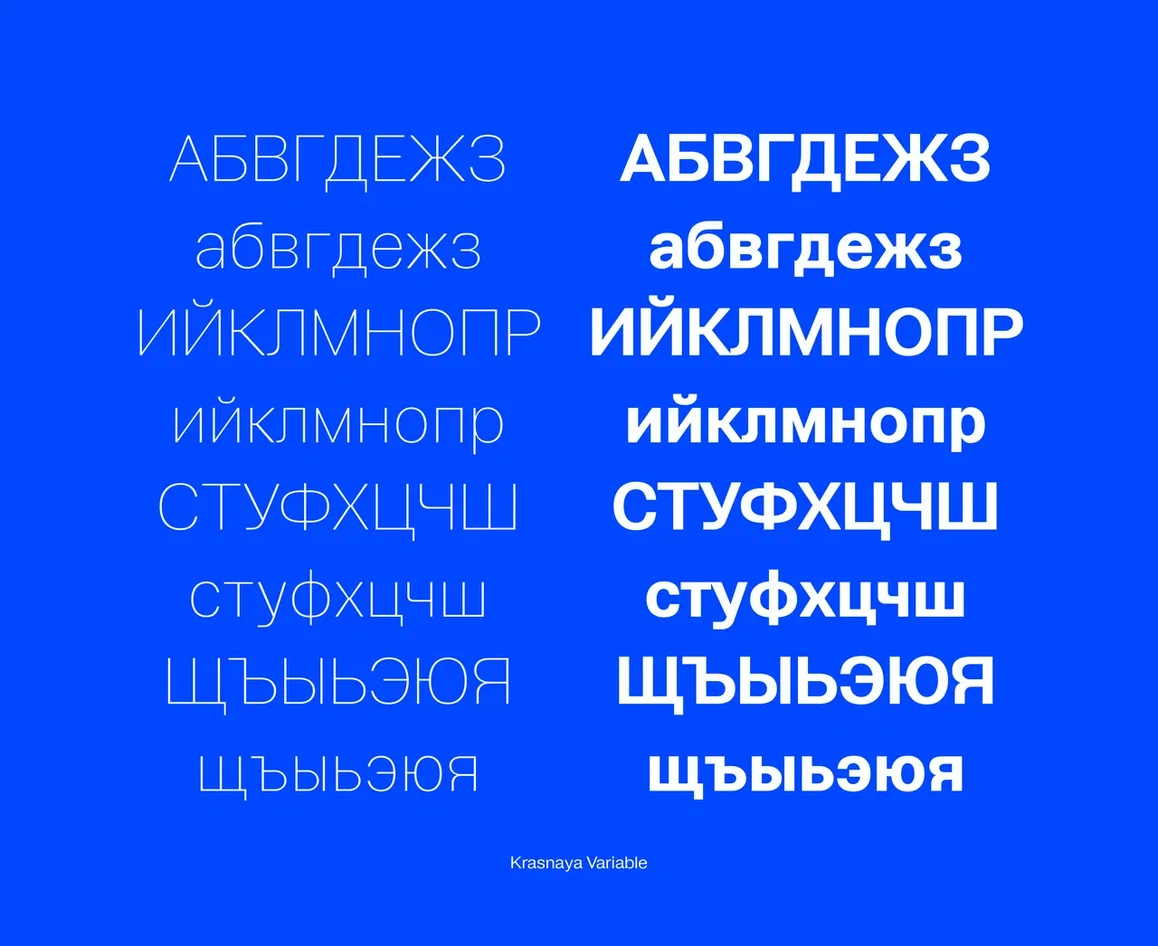 АБВГДЕЖЗ
абвгдежз
ИЙКЛМНОПР
ийклмнопр
СТУФХЦЧШ
стуфхцчш
ЩЪЫЬЭЮЯ
щъыьэюя
АБВГДЕЖЗ
абвгдежз
ИЙКЛМНОПР
ийклмнопр
СТУФХЦЧШ
стуфхцчш
ЩЪЫЬЭЮЯ
щъыьэюя
Krasnaya Variable